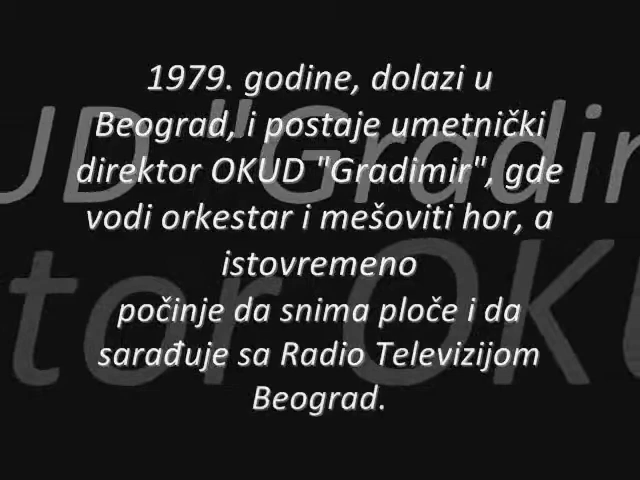 1979. godine, dolazi u
Beograd, i postaje umetnički
direktor OKUD "Gradimir", gde
vodi orkestar i mešoviti hor, a
istovremeno
počinje da snima ploče i da
sarađuje sa Radio Televizijom
Beograd.